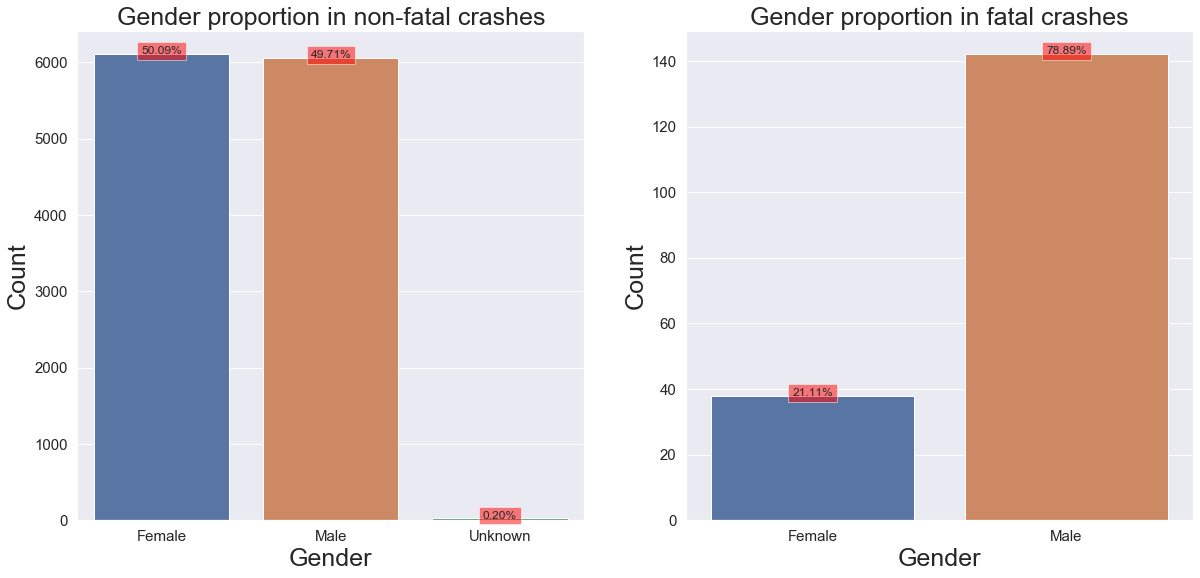 Gender proportion in non-fatal crashes
50.09%
49.71%
6000
5000
4000
3000
2000
1000
0
Count
0.20%
Female
Male
Unknown
Gender
Gender proportion in fatal crashes
78.89%
140
120
100
80
60
40
20
0
Count
21.11%
Female
Male
Gender